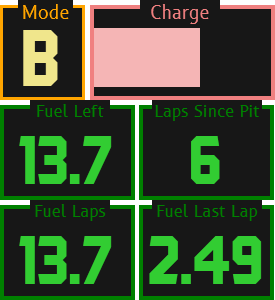 Mode Charge
B
Fuel Left Laps Since Pit
13.7 6
Fuel Laps Fuel Last Lap
13.7 2.49